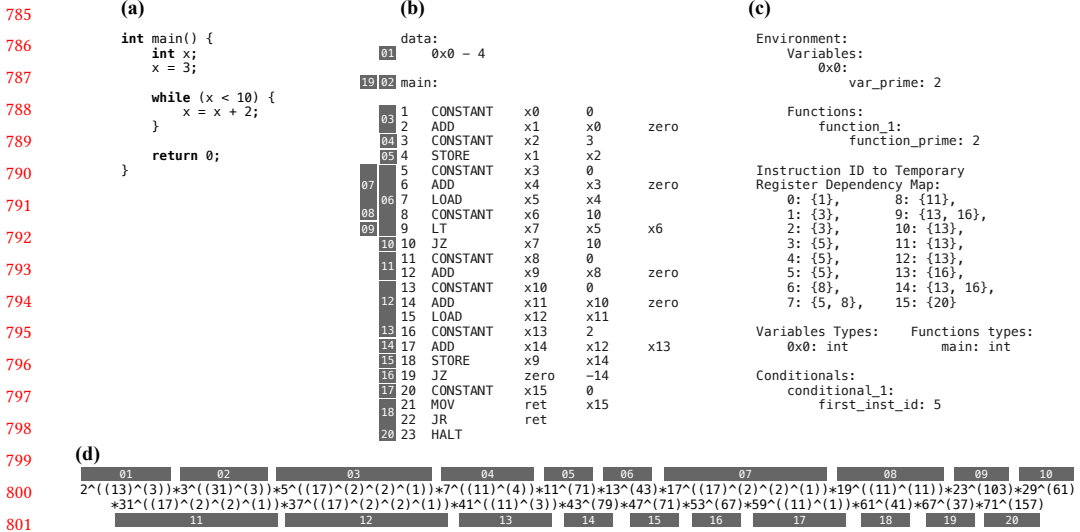 785
786
787
788
789
790
791
792
793
794
795
796
797
798
799
800
801
(a)
int main() {
int x;
x = 3;
while (x < 10) {
x = x + 2;
}
return 0;
}
(b)
data:
01 0x0 – 4
19 02 main:
03 1 CONSTANT x0 0
2 ADD x1 x0 zero
04 3 CONSTANT x2 3
05 4 STORE x1 x2
5 CONSTANT x3 0
07 6 ADD x4 x3 zero
06 7 LOAD x5 x4
08 8 CONSTANT x6 10
09 9 LT x7 x5 x6
10 10 JZ x7 10
11 11 CONSTANT x8 0
12 ADD x9 x8 zero
13 CONSTANT x10 0
12 14 ADD x11 x10 zero
15 LOAD x12 x11
13 16 CONSTANT x13 2
14 17 ADD x14 x12 x13
15 18 STORE x9 x14
16 19 JZ zero –14
17 20 CONSTANT x15 0
18 21 MOV ret x15
22 JR ret
20 23 HALT
(c)
Environment:
Variables:
0x0:
var_prime: 2
Functions:
function_1:
function_prime: 2
Instruction ID to Temporary
Register Dependency Map:
0: {1}, 8: {11},
1: {3}, 9: {13, 16},
2: {3}, 10: {13},
3: {5}, 11: {13},
4: {5}, 12: {13},
5: {5}, 13: {16},
6: {8}, 14: {13, 16},
7: {5, 8}, 15: {20}
Variables Types: Functions types:
0x0: int main: int
Conditionals:
conditional_1:
first_inst_id: 5
(d)
01 02 03 04 05 06 07 08 09 10
2^((13)^(3))*3^((31)^(3))*5^((17)^(2)^(2)^(1))*7^((11)^(4))*11^(71)*13^(43)*17^((17)^(2)^(2)^(1))*19^((11)^(11))*23^(103)*29^(61)
*31^((17)^(2)^(2)^(1))*37^((17)^(2)^(2)^(1))*41^((11)^(3))*43^(79)*47^(71)*53^(67)*59^((11)^(1))*61^(41)*67^(37)*71^(157)
11 12 13 14 15 16 17 18 19 20